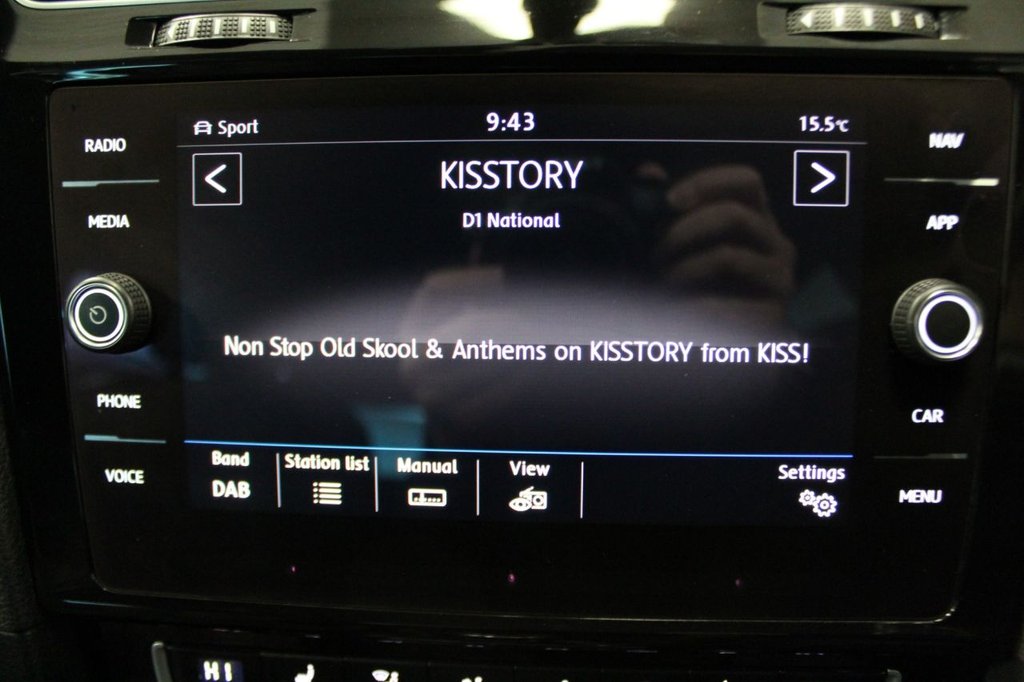 Sport 9:43 15.5°C
RADIO NAV
< KISSTORY >
MEDIA D1 National APP
Non Stop Old Skool & Anthems on KISSTORY from KISS!
PHONE CAR
Band Station list Manual View Settings
VOICE DAB MENU
HI